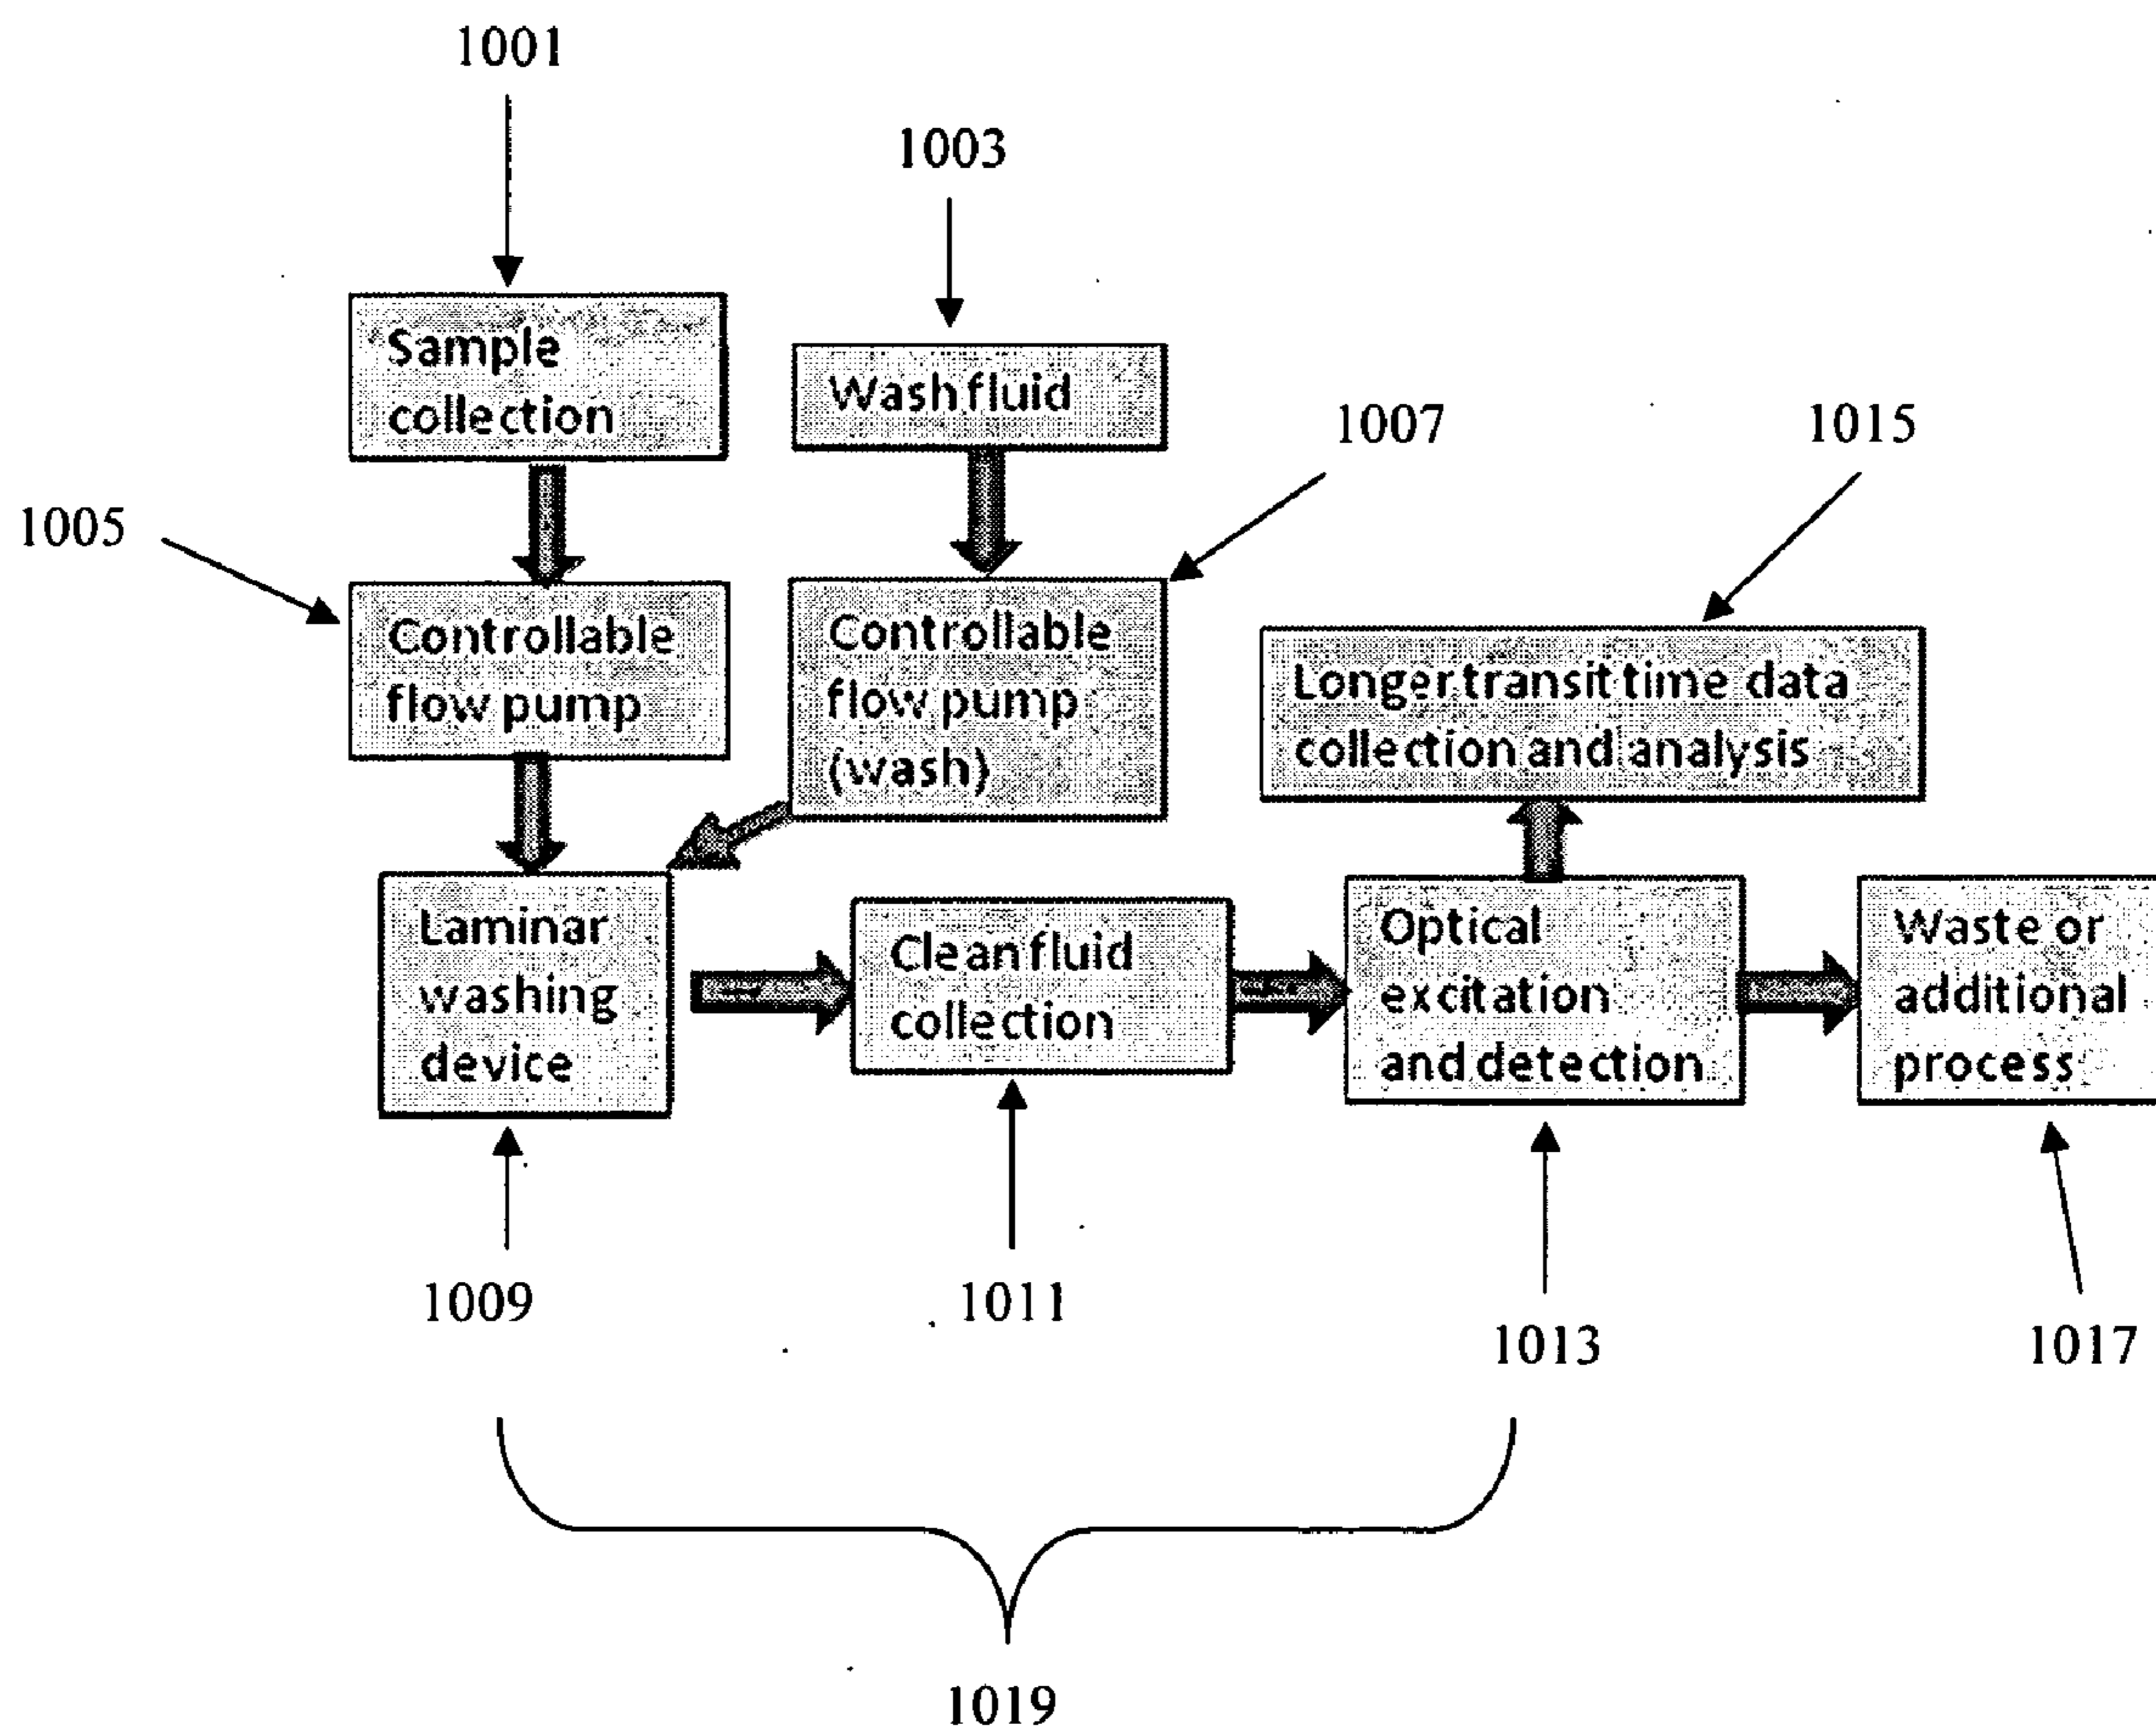 1001
1003
Sample
collection
Wash fluid
1007
1015
1005
Controllable
flow pump
Controllable
flow pump
(wash)
Longer transit time data
collection and analysis
Laminar
washing
device
Clean fluid
collection
Optical
excitation
and detection
Waste or
additional
process
1009
1011
1013
1017
1019